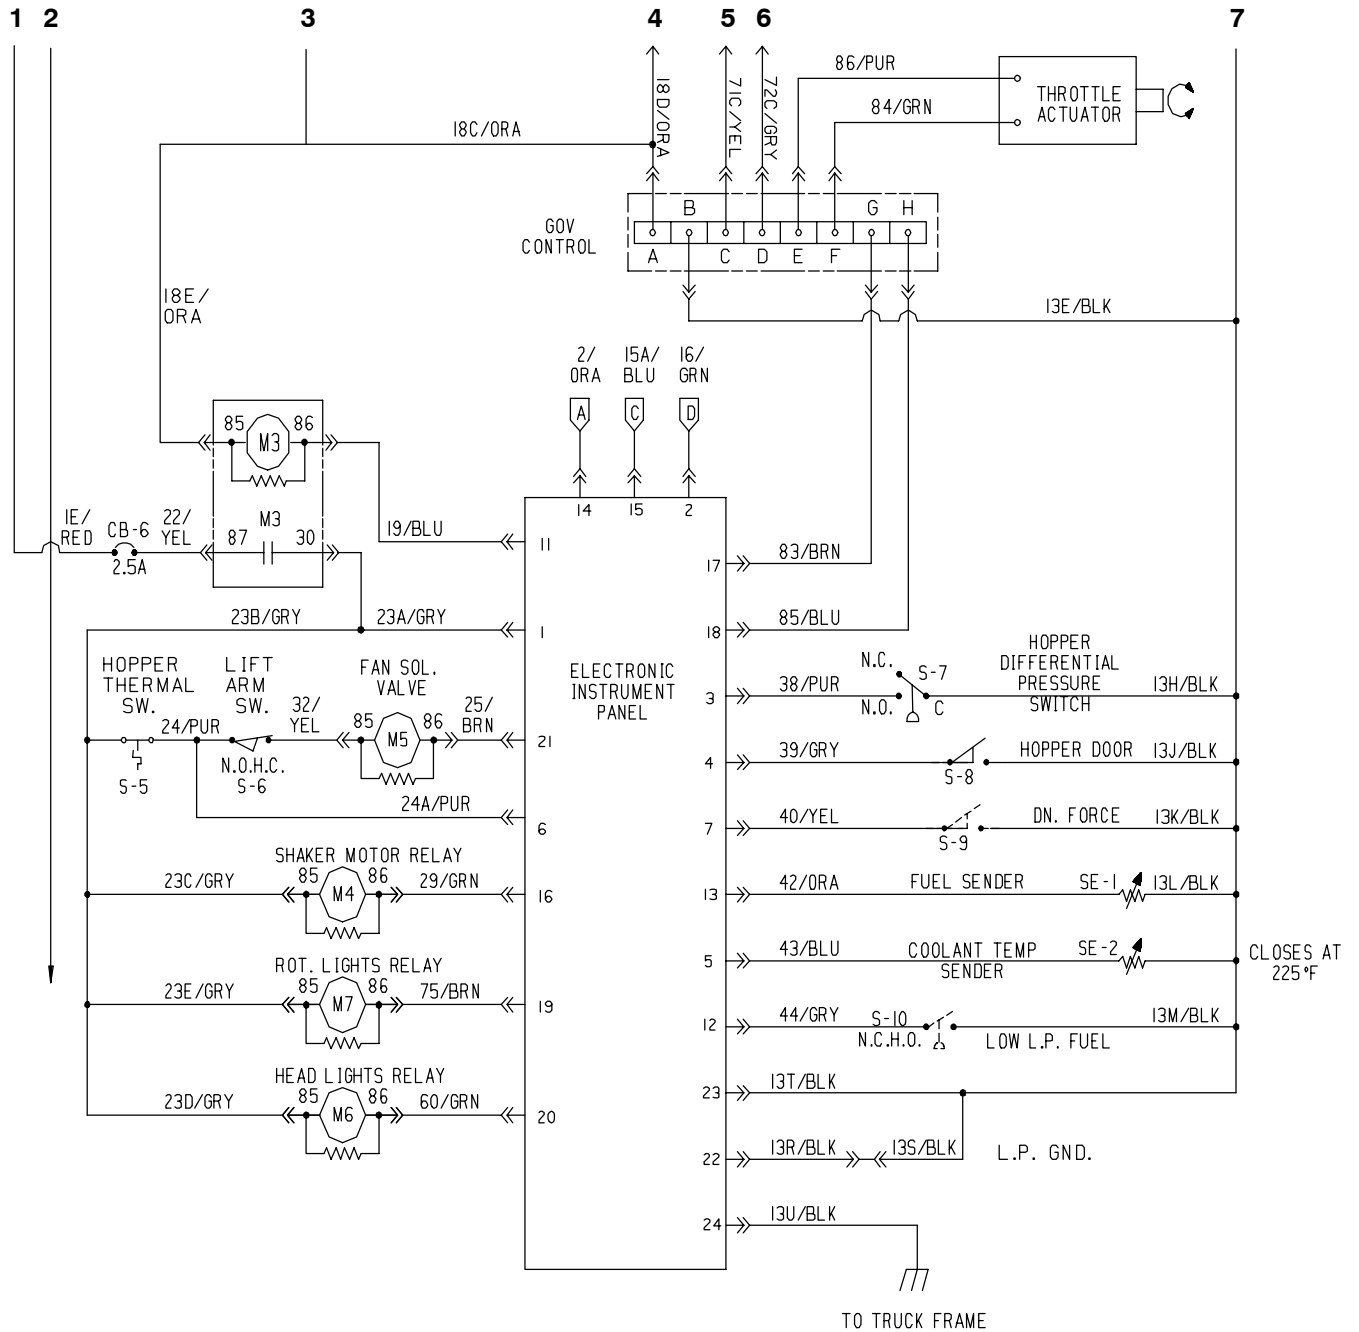 1 2 3 4 5 6 7
86/PUR
84/GRN
THROTTLE
ACTUATOR
18C/ORA
18D/ORA
71C/YEL
72C/GRY
GOV
CONTROL
B G H
A C D E F
18E/
ORA
13E/BLK
2/
ORA
15A/
BLU
16/
GRN
A C D
14 15 2
85 M3 86
1E/
RED
CB-6
2.5A
22/
YEL
M3
87 30
19/BLU
11
23B/GRY
23A/GRY
1
HOPPER
THERMAL
SW.
S-5
24/PUR
LIFT
ARM
SW.
N.O.H.C.
S-6
32/
YEL
FAN SOL.
VALVE
85 M5 86
25/
BRN
21
24A/PUR
6
SHAKER MOTOR RELAY
23C/GRY
85 M4 86
29/GRN
16
ROT. LIGHTS RELAY
23E/GRY
85 M7 86
75/BRN
19
HEAD LIGHTS RELAY
23D/GRY
85 M6 86
60/GRN
20
ELECTRONIC
INSTRUMENT
PANEL
17
83/BRN
18
85/BLU
3
38/PUR
N.C.
N.O.
S-7
C
HOPPER
DIFFERENTIAL
PRESSURE
SWITCH
13H/BLK
4
39/GRY
S-8
HOPPER DOOR
13J/BLK
7
40/YEL
S-9
DN. FORCE
13K/BLK
13
42/ORA
FUEL SENDER
SE-1
13L/BLK
5
43/BLU
COOLANT TEMP
SENDER
SE-2
CLOSES AT
225°F
12
44/GRY
S-10
N.C.H.O.
LOW L.P. FUEL
13M/BLK
23
13T/BLK
22
13R/BLK
13S/BLK
L.P. GND.
24
13U/BLK
TO TRUCK FRAME